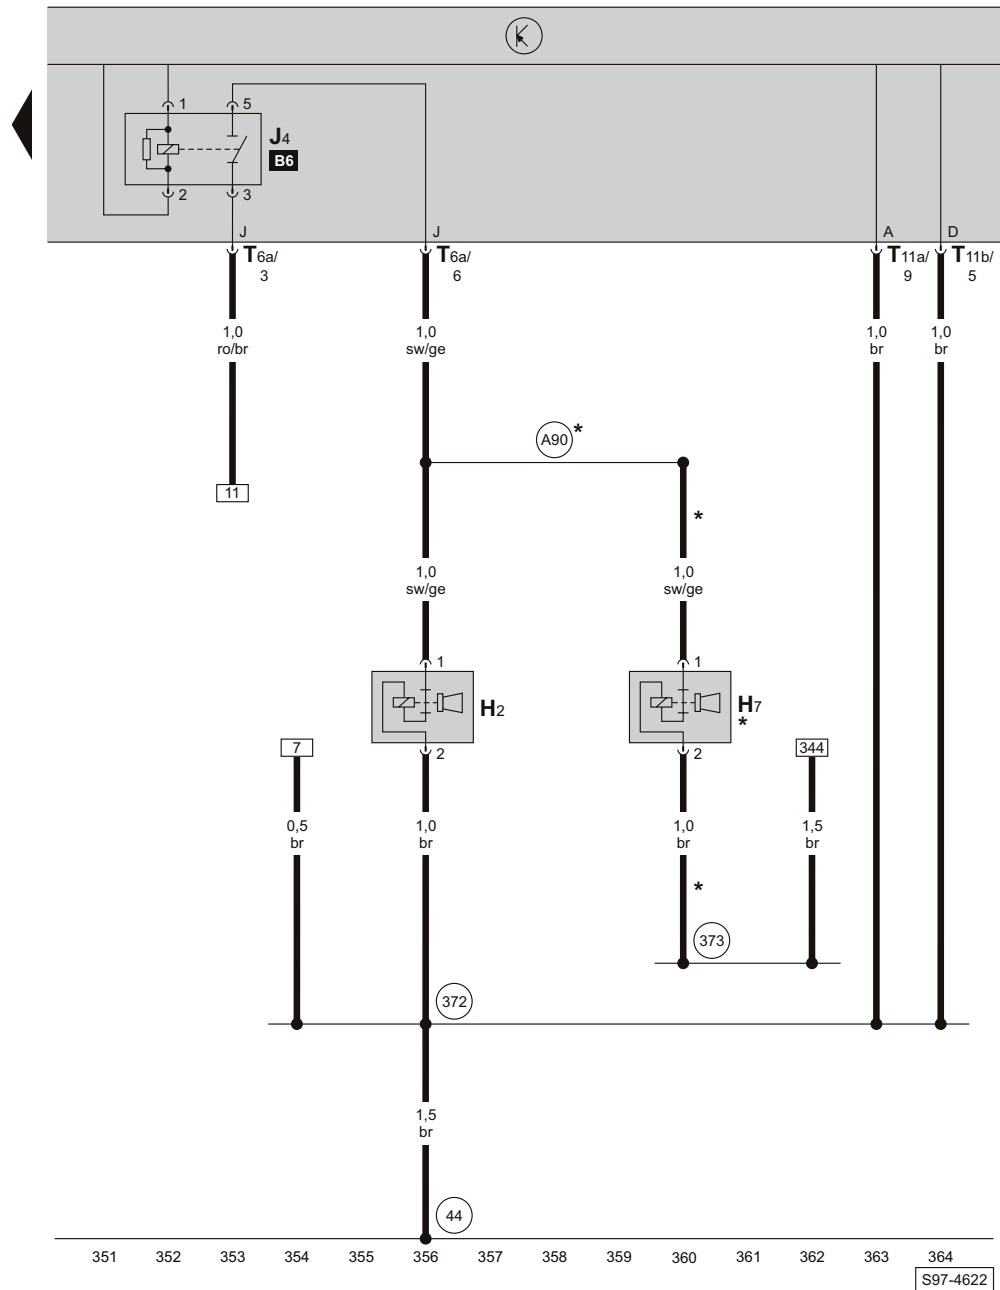 1 5
J4
B6
2 3
J J A D
T6a/ T6a/ T11a/ T11b/
3 6 9 5
1,0 1,0 1,0 1,0
ro/br sw/ge br br
A90 *
11
*
1,0 1,0
sw/ge sw/ge
1 1
H2 H7
*
7 2 2 344
0,5 1,0 1,0 1,5
br br br br
*
373
372
1,5
br
44
351 352 353 354 355 356 357 358 359 360 361 362 363 364
S97-4622